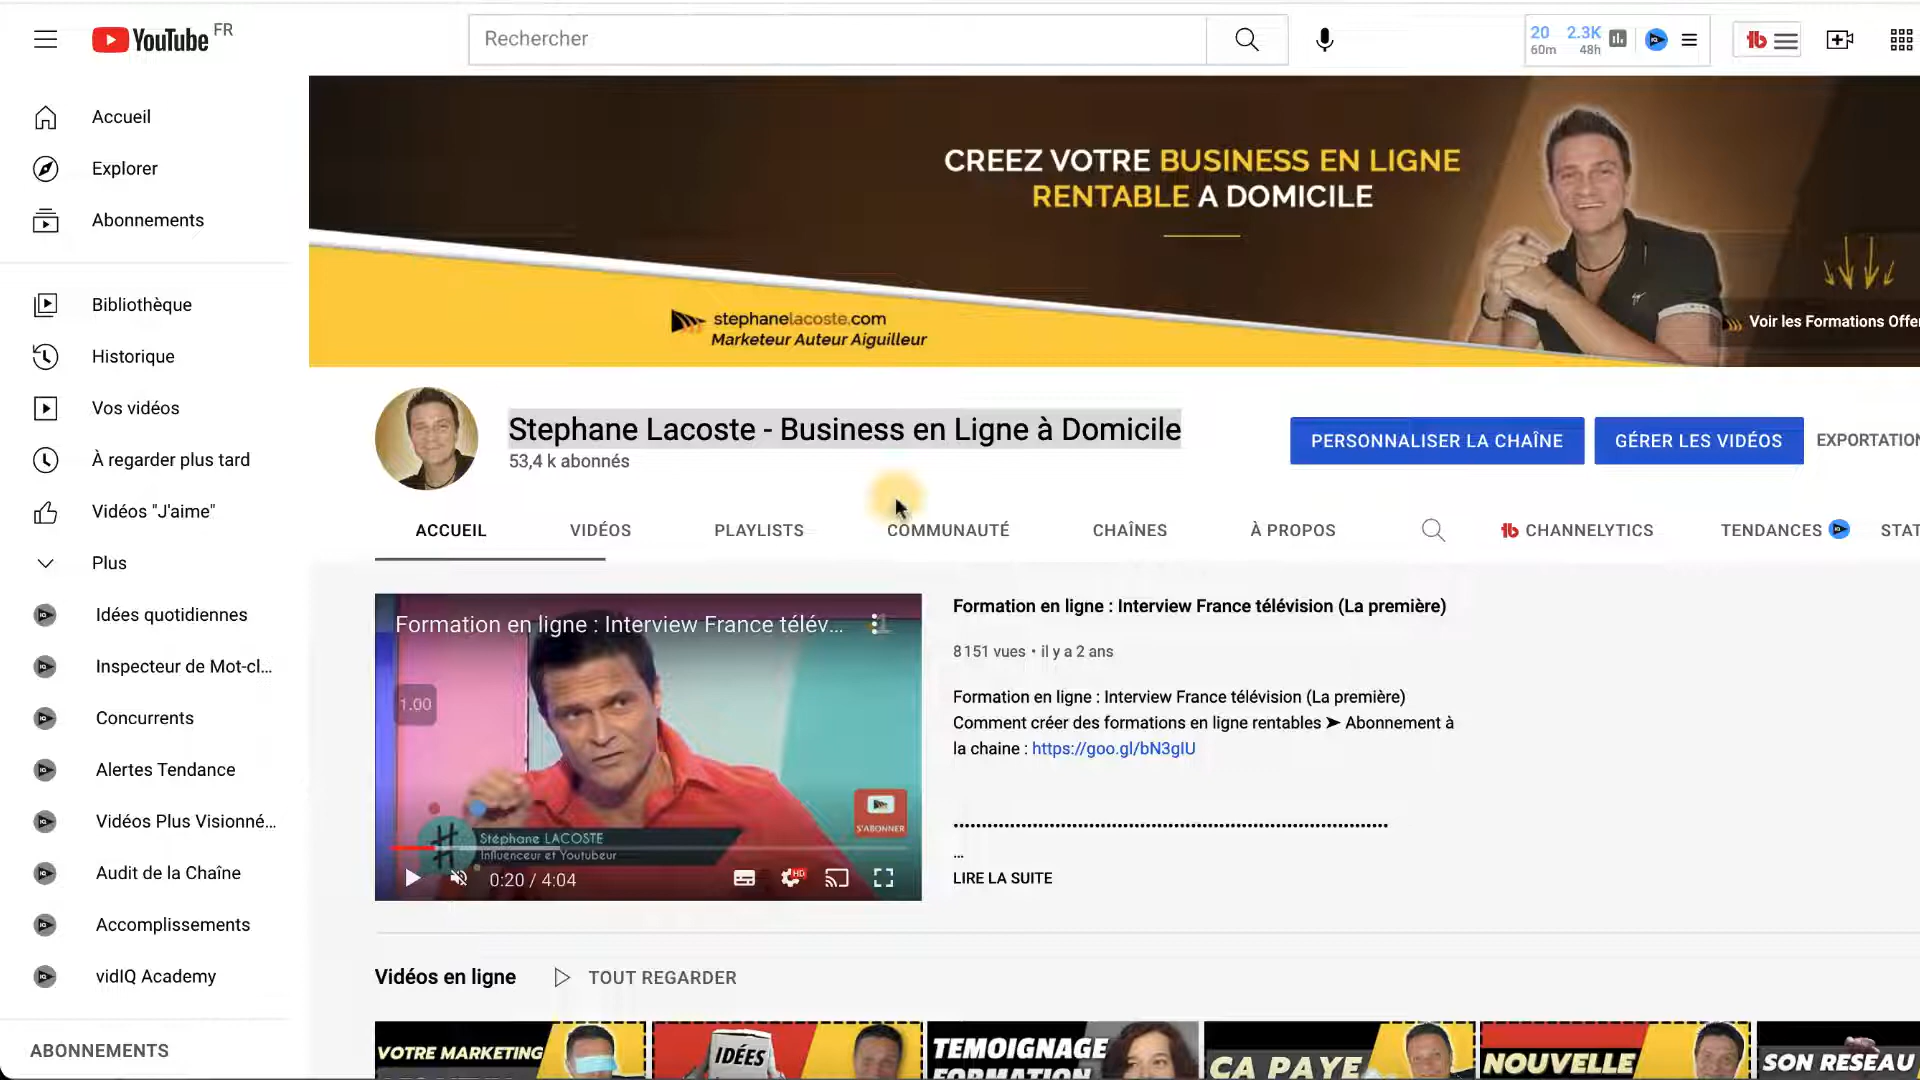 YouTube FR
Rechercher
20 2.3K
60m 48h
Accueil
Explorer
Abonnements
Bibliothèque
Historique
Vos vidéos
À regarder plus tard
Vidéos "J'aime"
Plus
Idées quotidiennes
Inspecteur de Mot-cl...
Concurrents
Alertes Tendance
Vidéos Plus Visionné...
Audit de la Chaîne
Accomplissements
vidIQ Academy
ABONNEMENTS
CREEZ VOTRE BUSINESS EN LIGNE
RENTABLE A DOMICILE
stephanelacoste.com
Marketeur Auteur Aiguilleur
Voir les Formations Offer
Stephane Lacoste - Business en Ligne à Domicile
53,4 k abonnés
PERSONNALISER LA CHAÎNE
GÉRER LES VIDÉOS
EXPORTATION
ACCUEIL VIDÉOS PLAYLISTS COMMUNAUTÉ CHAÎNES À PROPOS CHANNELYTICS TENDANCES STAT
Formation en ligne : Interview France télév...
1.00
S'ABONNER
Stéphane LACOSTE
Influenceur et Youtubeur
0:20 / 4:04
HD
Formation en ligne : Interview France télévision (La première)
8 151 vues • il y a 2 ans
Formation en ligne : Interview France télévision (La première)
Comment créer des formations en ligne rentables ➤ Abonnement à
la chaine : https://goo.gl/bN3glU
...
LIRE LA SUITE
Vidéos en ligne
TOUT REGARDER
VOTRE MARKETING
IDÉES
TEMOIGNAGE
FORMATION
CA PAYE
NOUVELLE
SON RESEAU